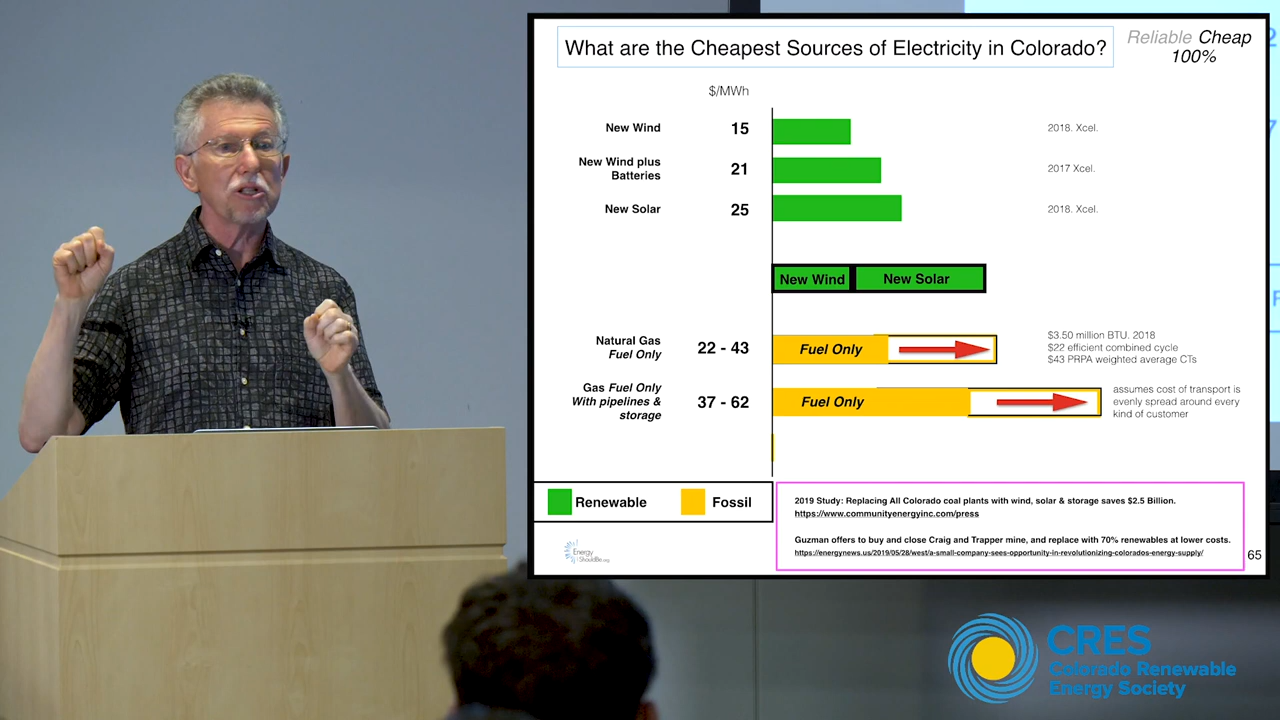 What are the Cheapest Sources of Electricity in Colorado?
Reliable Cheap
100%
$/MWh
New Wind 15 2018. Xcel.
New Wind plus
Batteries 21 2017 Xcel.
New Solar 25 2018. Xcel.
New Wind New Solar
Natural Gas
Fuel Only
22 - 43
Fuel Only
$3.50 million BTU. 2018
$22 efficient combined cycle
$43 PRPA weighted average CTs
Gas Fuel Only
With pipelines &
storage
37 - 62
Fuel Only
assumes cost of transport is
evenly spread around every
kind of customer
Renewable Fossil
2019 Study: Replacing All Colorado coal plants with wind, solar & storage saves $2.5 Billion.
https://www.communityenergyinc.com/press
Guzman offers to buy and close Craig and Trapper mine, and replace with 70% renewables at lower costs.
https://energynews.us/2019/05/28/west/a-small-company-sees-opportunity-in-revolutionizing-colorados-energy-supply/
Energy
ShouldBe.org
65
CRES
Colorado Renewable
Energy Society